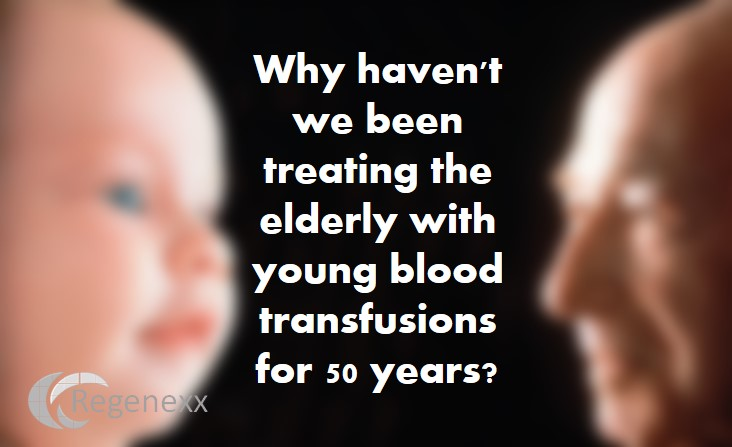 Why haven't
we been
treating the
elderly with
young blood
transfusions
for 50 years?
Regenexx